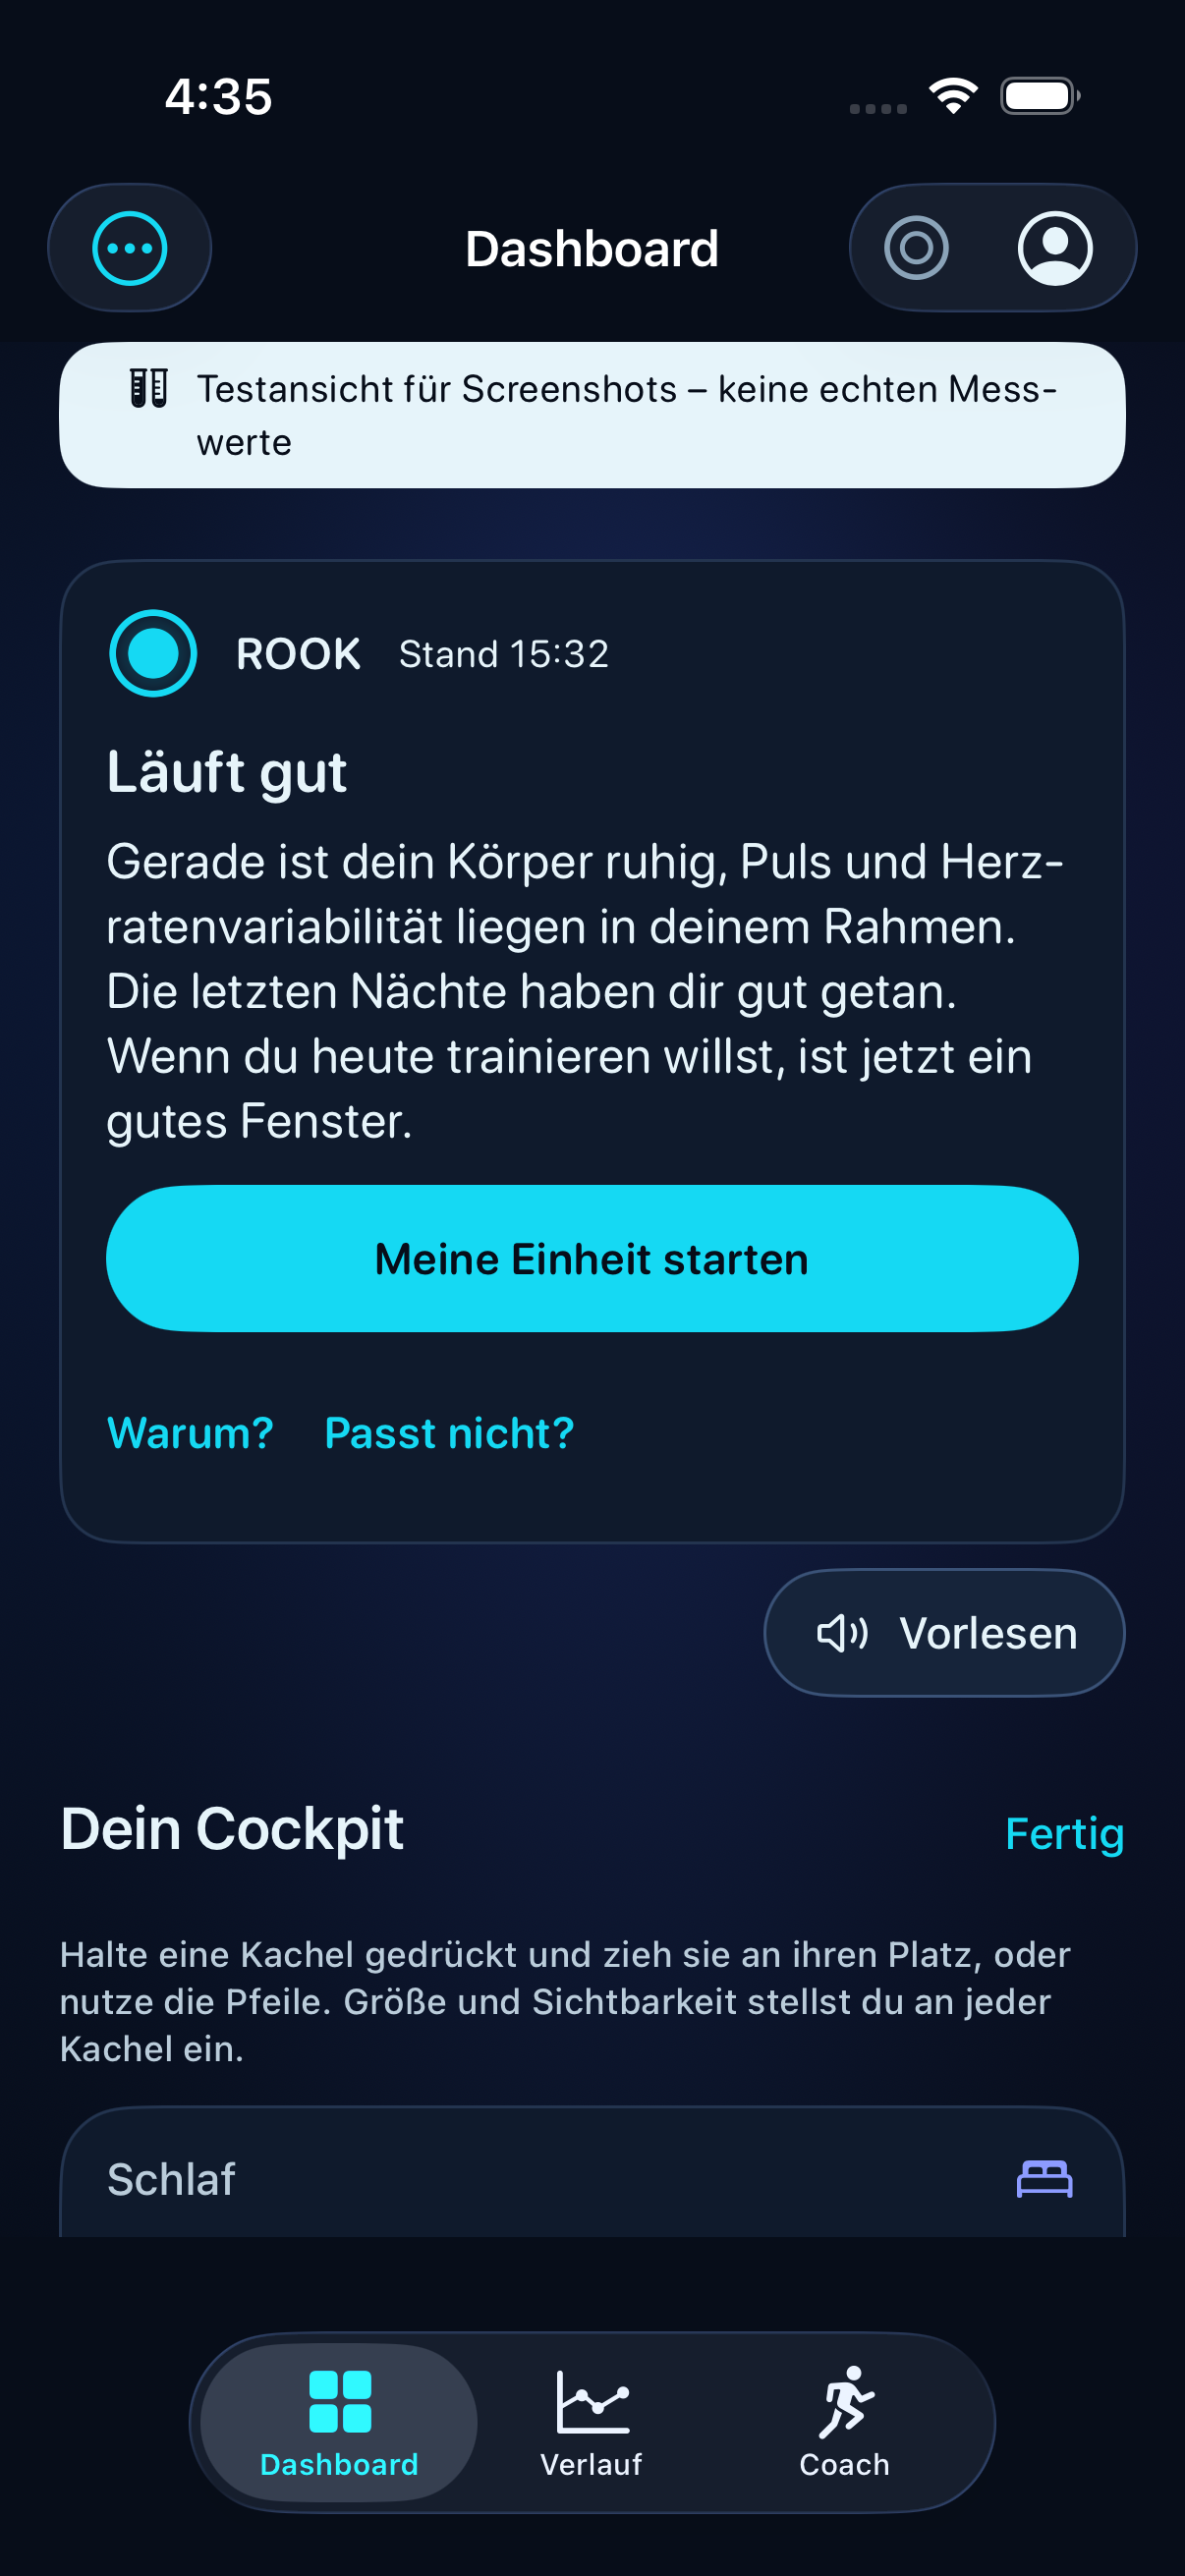 4:35
Dashboard
Testansicht für Screenshots – keine echten Mess-
werte
ROOK Stand 15:32
Läuft gut
Gerade ist dein Körper ruhig, Puls und Herz-
ratenvariabilität liegen in deinem Rahmen.
Die letzten Nächte haben dir gut getan.
Wenn du heute trainieren willst, ist jetzt ein
gutes Fenster.
Meine Einheit starten
Warum? Passt nicht?
Vorlesen
Dein Cockpit Fertig
Halte eine Kachel gedrückt und zieh sie an ihren Platz, oder
nutze die Pfeile. Größe und Sichtbarkeit stellst du an jeder
Kachel ein.
Schlaf
Dashboard Verlauf Coach